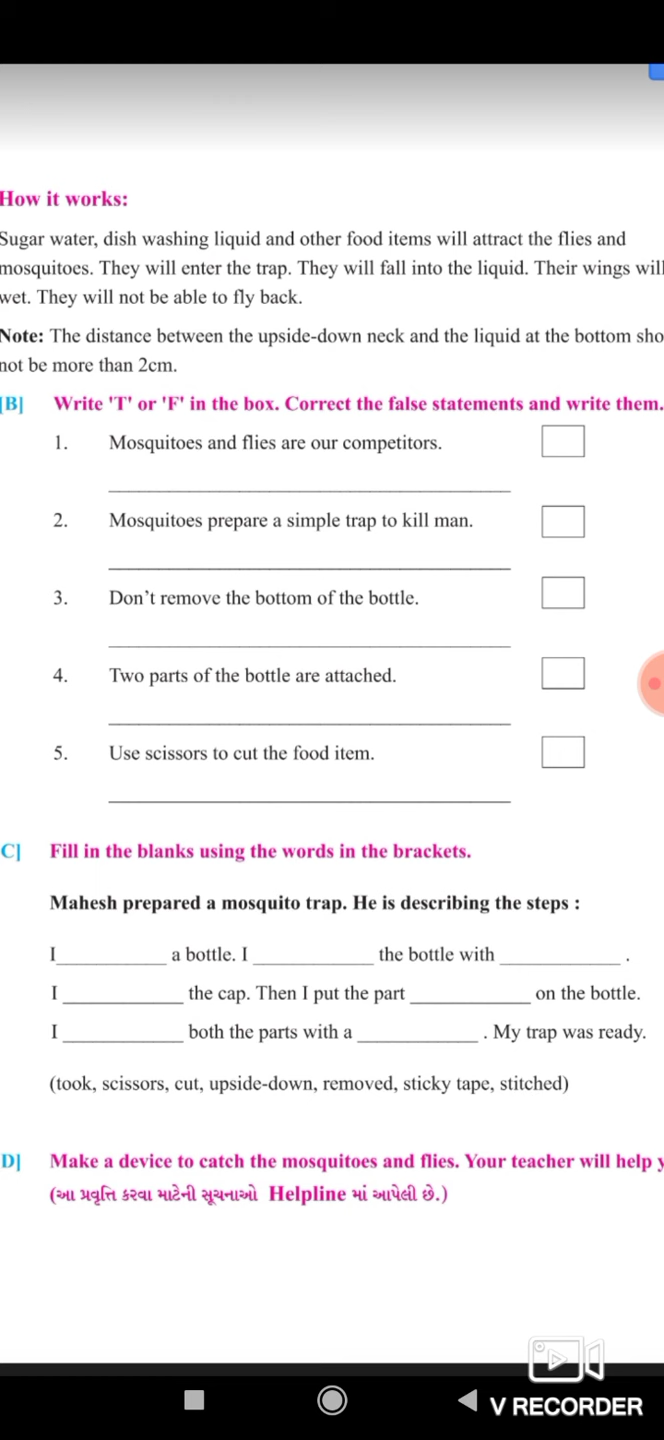 How it works:
Sugar water, dish washing liquid and other food items will attract the flies and
mosquitoes. They will enter the trap. They will fall into the liquid. Their wings will
wet. They will not be able to fly back.
Note: The distance between the upside-down neck and the liquid at the bottom sho
not be more than 2cm.
[B] Write 'T' or 'F' in the box. Correct the false statements and write them.
1. Mosquitoes and flies are our competitors.
2. Mosquitoes prepare a simple trap to kill man.
3. Don’t remove the bottom of the bottle.
4. Two parts of the bottle are attached.
5. Use scissors to cut the food item.
C] Fill in the blanks using the words in the brackets.
Mahesh prepared a mosquito trap. He is describing the steps :
I___________ a bottle. I ____________ the bottle with ____________ .
I ____________ the cap. Then I put the part ____________ on the bottle.
I ____________ both the parts with a ____________ . My trap was ready.
(took, scissors, cut, upside-down, removed, sticky tape, stitched)
D] Make a device to catch the mosquitoes and flies. Your teacher will help y
(આ પ્રવૃત્તિ કરવા માટેની સૂચનાઓ Helpline માં આપેલી છે.)
V RECORDER